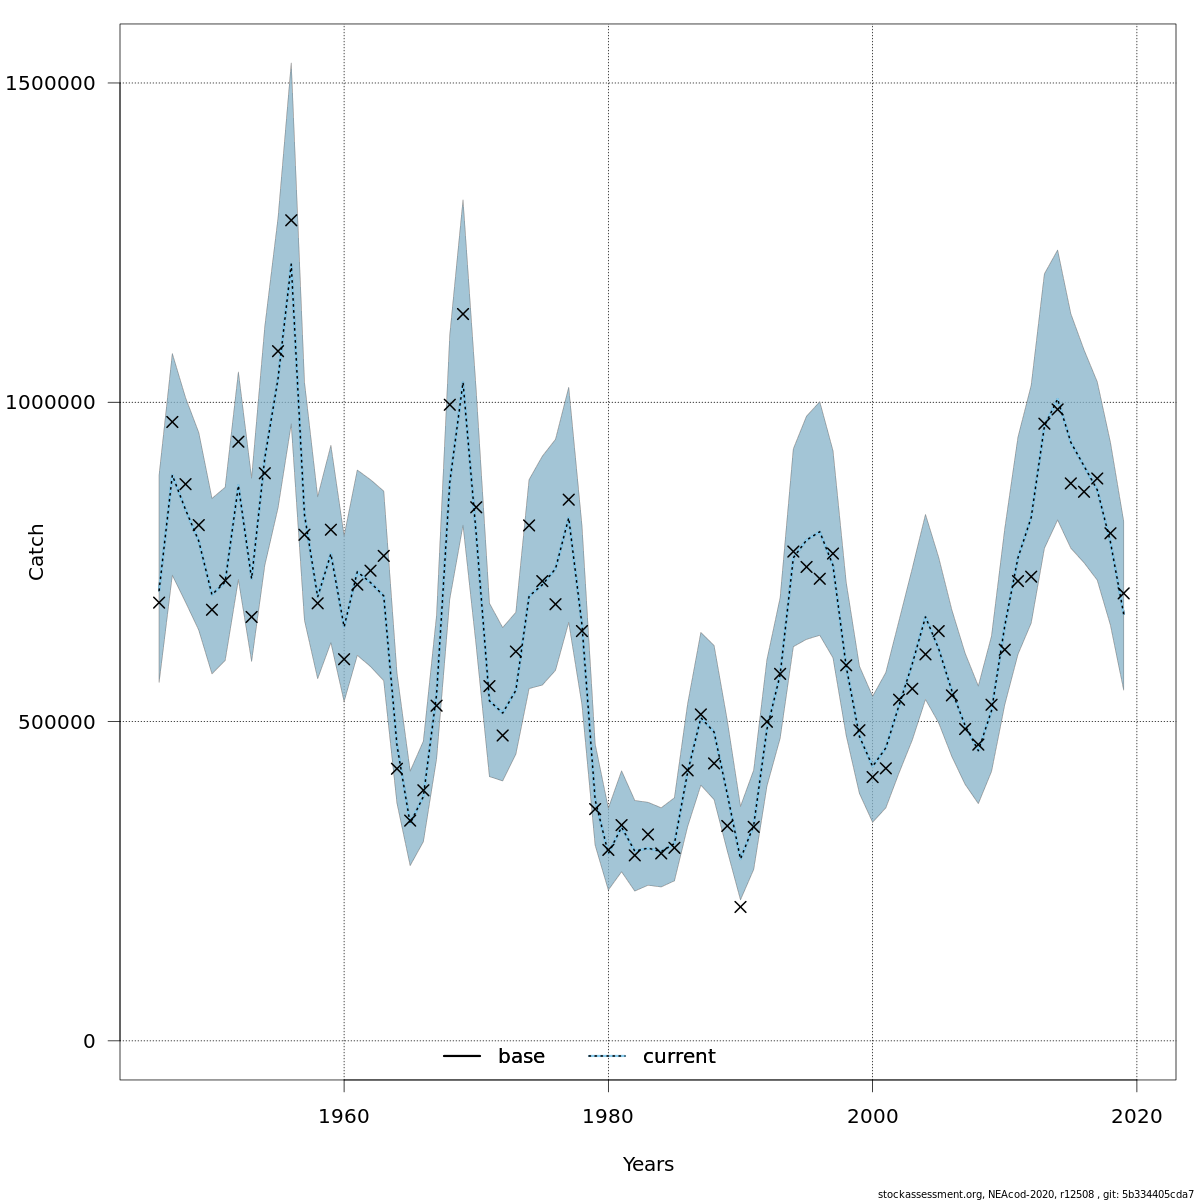 1500000
1000000
500000
0
Catch
base current
1960 1980 2000 2020
Years
stockassessment.org, NEAcod-2020, r12508 , git: 5b334405cda7